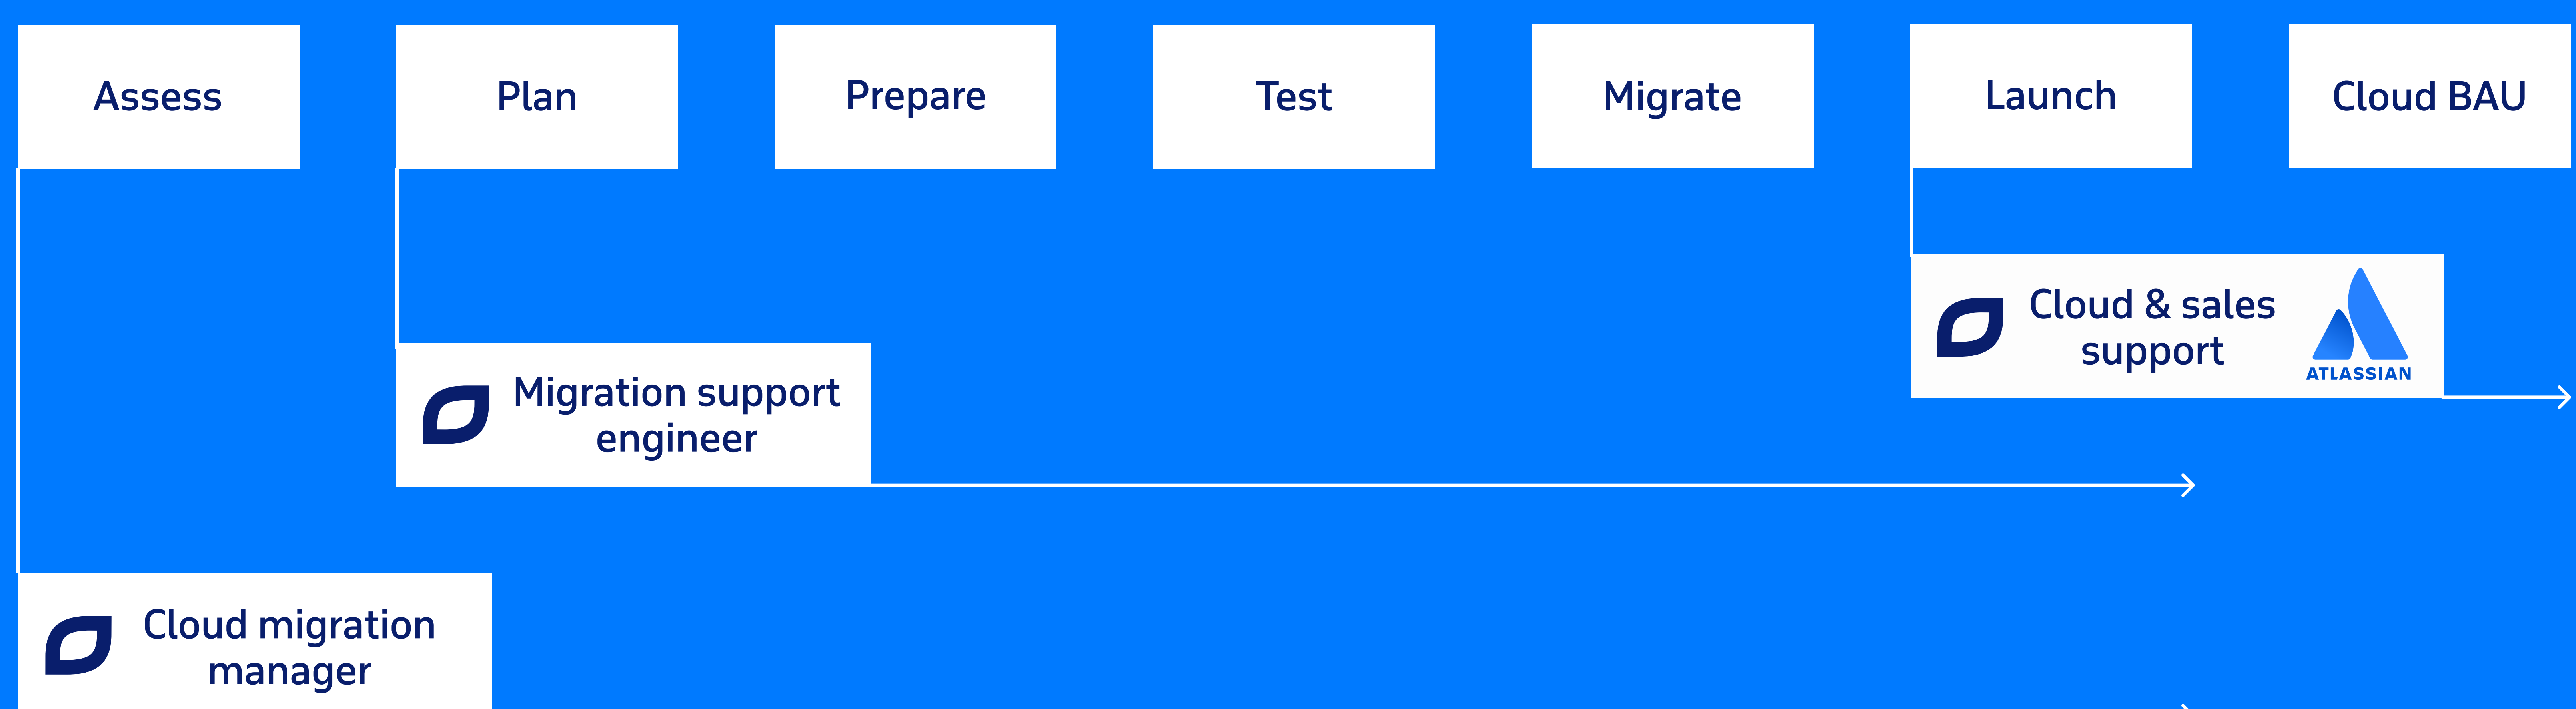 Assess
Plan
Prepare
Test
Migrate
Launch
Cloud BAU
Cloud & sales
support
ATLASSIAN
Migration support
engineer
Cloud migration
manager